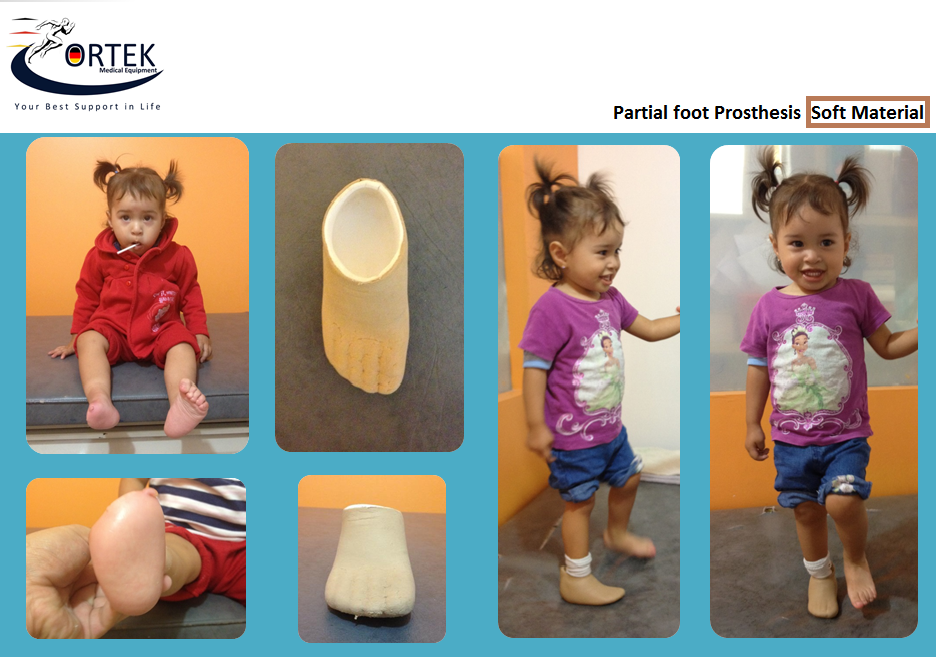 ORTEK
Medical Equipment
Your Best Support in Life
Partial foot Prosthesis Soft Material